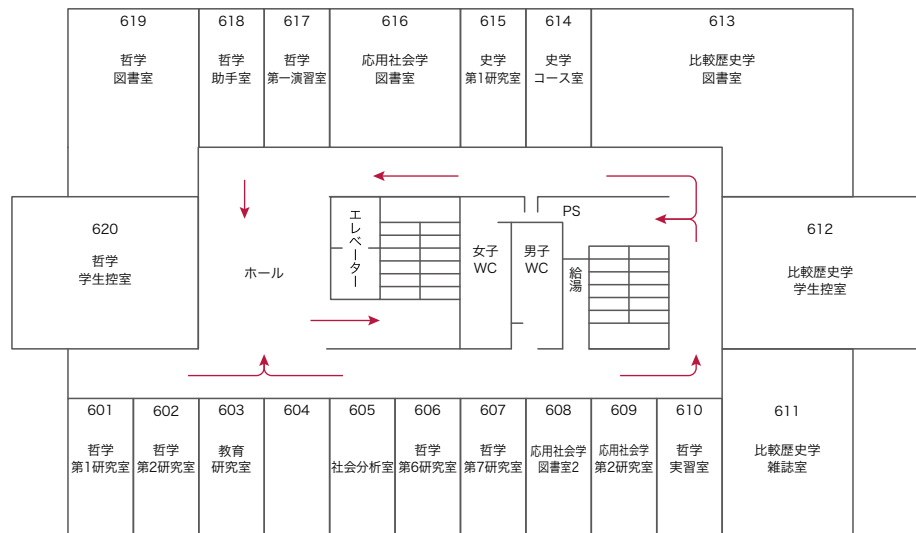 619
哲学
図書室
618
哲学
助手室
617
哲学
第一演習室
616
応用社会学
図書室
615
史学
第1研究室
614
史学
コース室
613
比較歴史学
図書室
620
哲学
学生控室
ホール
エレベーター
女子
WC
男子
WC
PS
給湯
612
比較歴史学
学生控室
601
哲学
第1研究室
602
哲学
第2研究室
603
教育
研究室
604
605
社会分析室
606
哲学
第6研究室
607
哲学
第7研究室
608
応用社会学
図書室2
609
応用社会学
第2研究室
610
哲学
実習室
611
比較歴史学
雑誌室